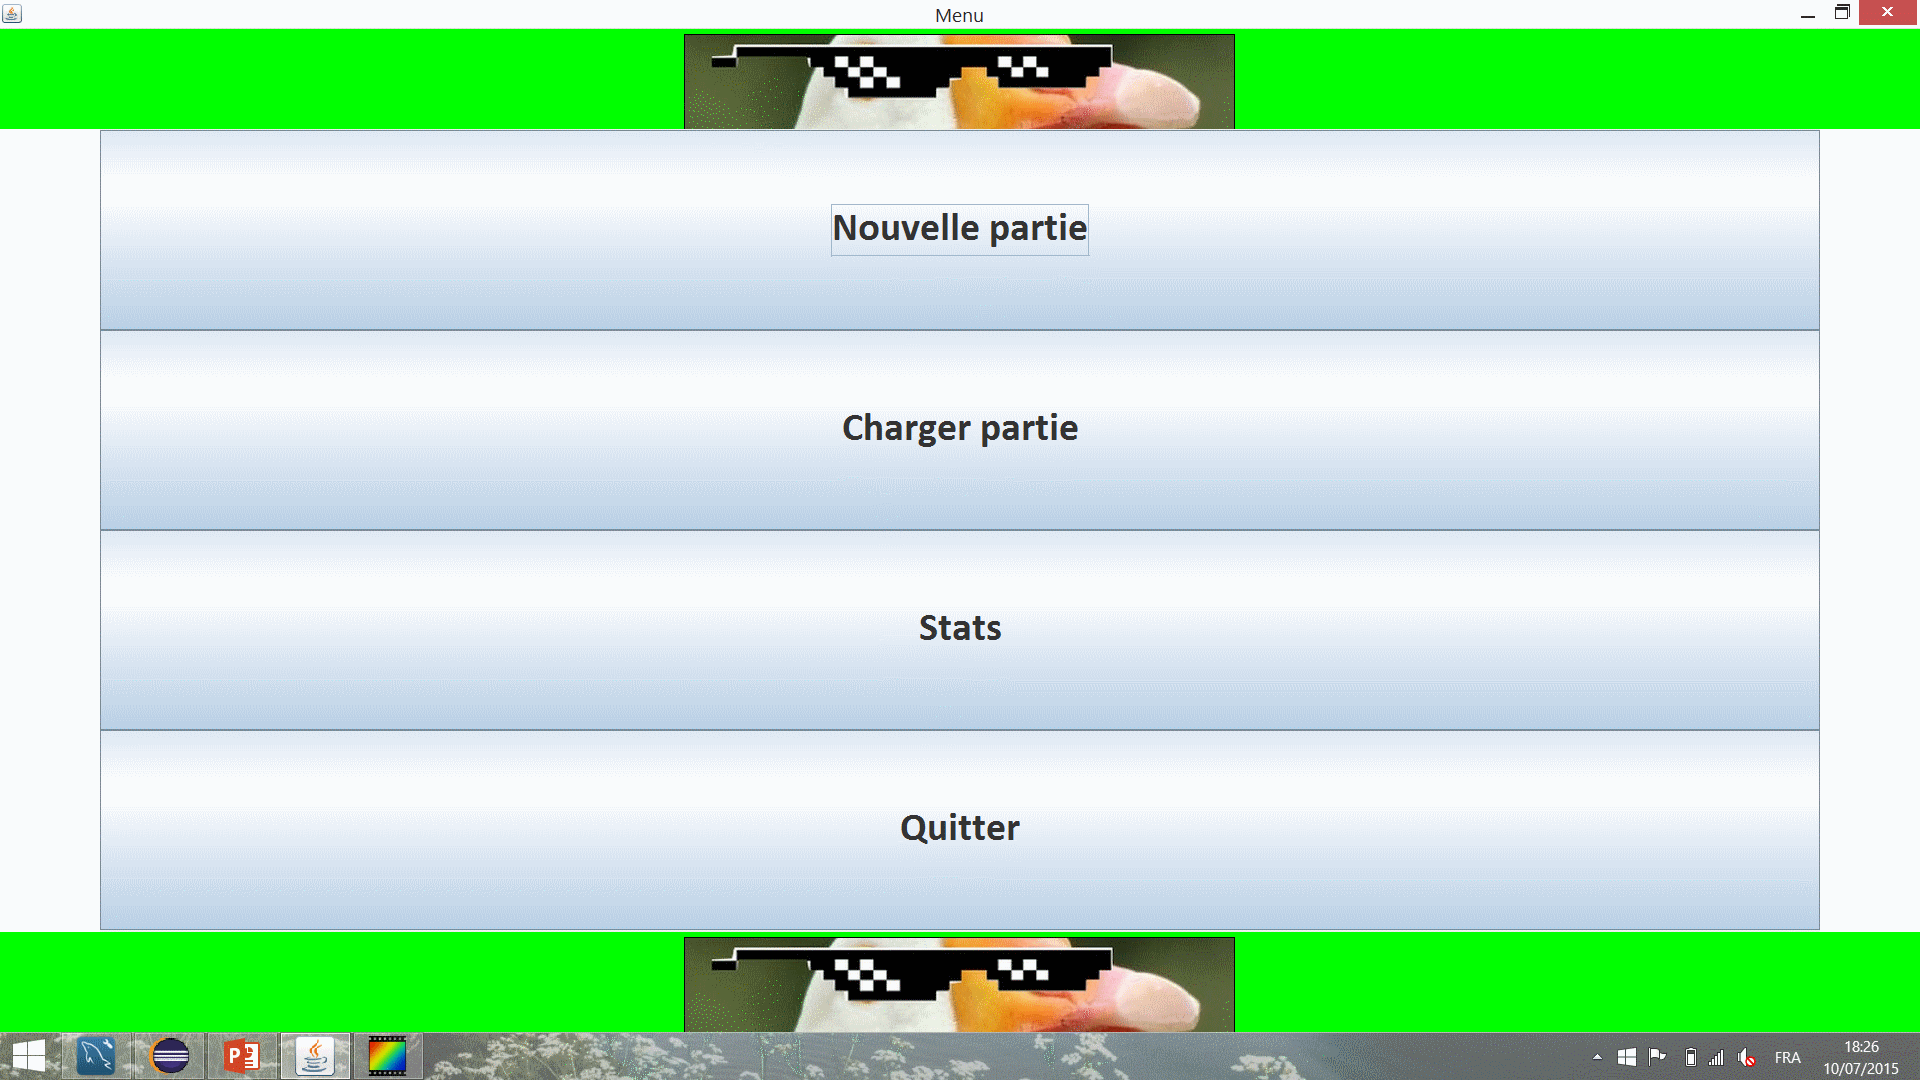 Menu
Nouvelle partie
Charger partie
Stats
Quitter
FRA
18:26
10/07/2015